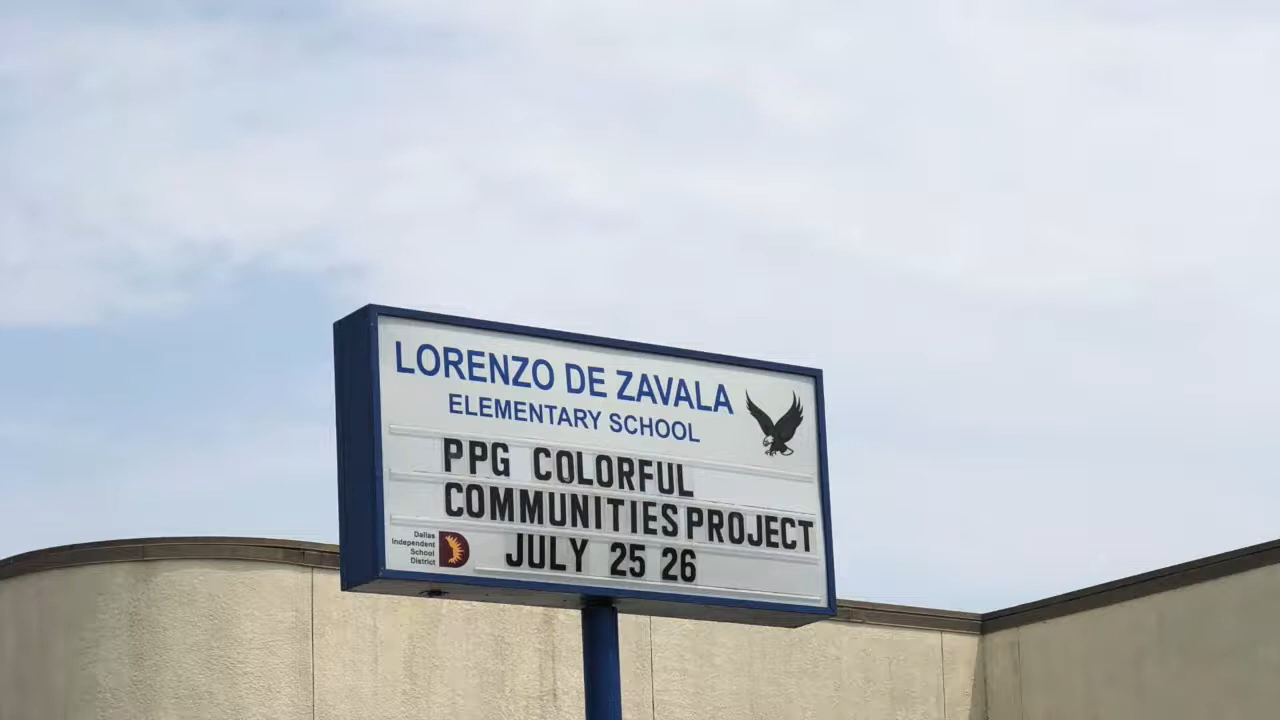 LORENZO DE ZAVALA
ELEMENTARY SCHOOL
PPG COLORFUL
COMMUNITIES PROJECT
JULY 25 26
Dallas
Independent
School
District